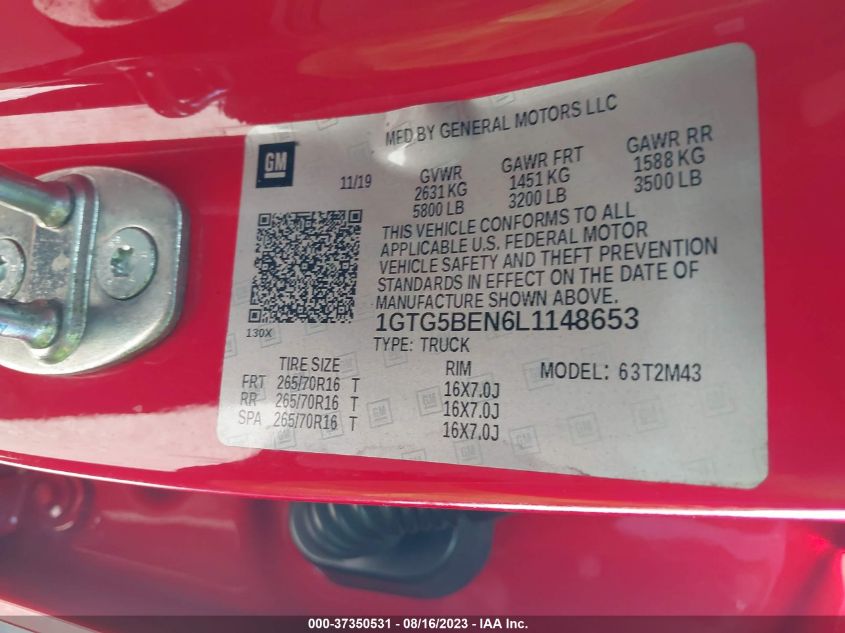 MFD BY GENERAL MOTORS LLC
GM
11/19
GVWR
2631 KG
5800 LB
GAWR FRT
1451 KG
3200 LB
GAWR RR
1588 KG
3500 LB
THIS VEHICLE CONFORMS TO ALL
APPLICABLE U.S. FEDERAL MOTOR
VEHICLE SAFETY AND THEFT PREVENTION
STANDARDS IN EFFECT ON THE DATE OF
MANUFACTURE SHOWN ABOVE.
130X
1GTG5BEN6L1148653
TYPE: TRUCK
TIRE SIZE RIM MODEL: 63T2M43
FRT 265/70R16 T 16X7.0J
RR 265/70R16 T 16X7.0J
SPA 265/70R16 T 16X7.0J
000-37350531 - 08/16/2023 - IAA Inc.